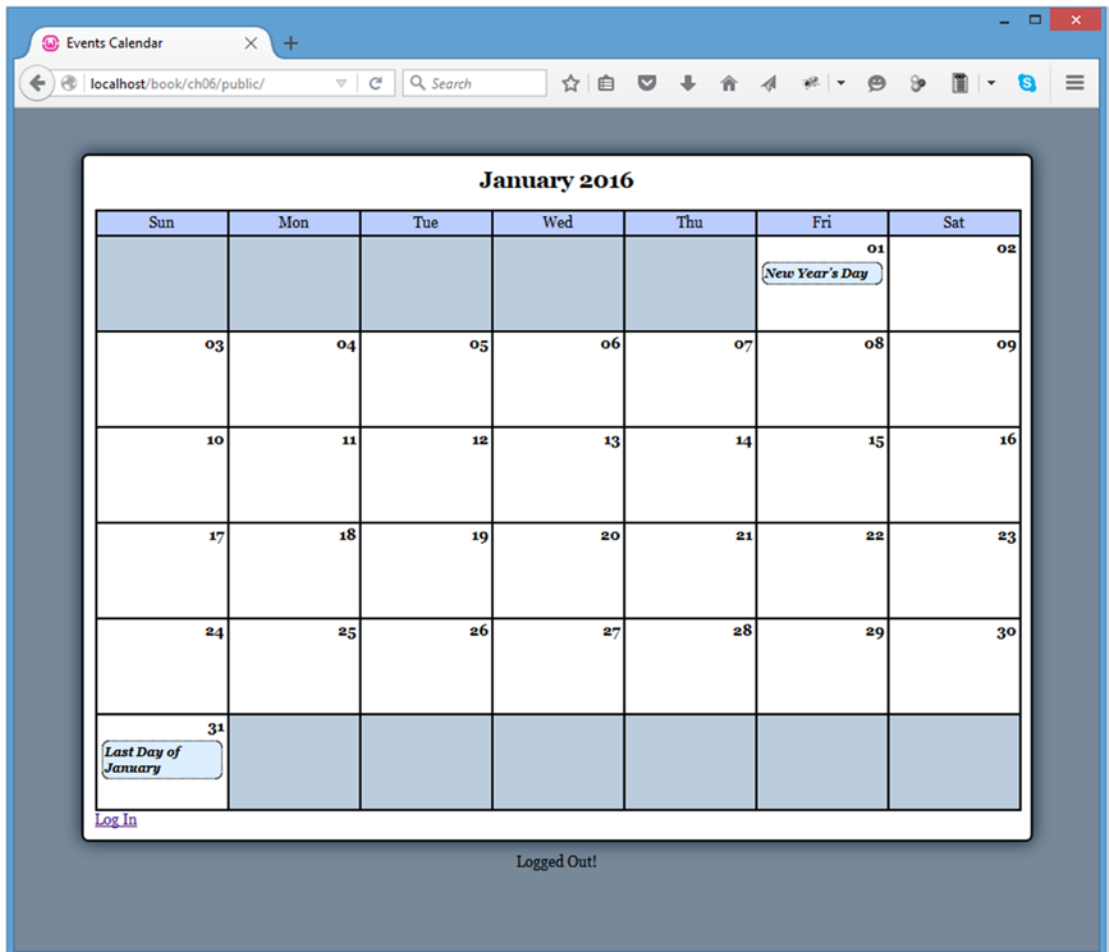 Events Calendar
localhost/book/ch06/public/ Search
January 2016
Sun Mon Tue Wed Thu Fri Sat
01 02
New Year's Day
03 04 05 06 07 08 09
10 11 12 13 14 15 16
17 18 19 20 21 22 23
24 25 26 27 28 29 30
31
Last Day of
January
Log In
Logged Out!